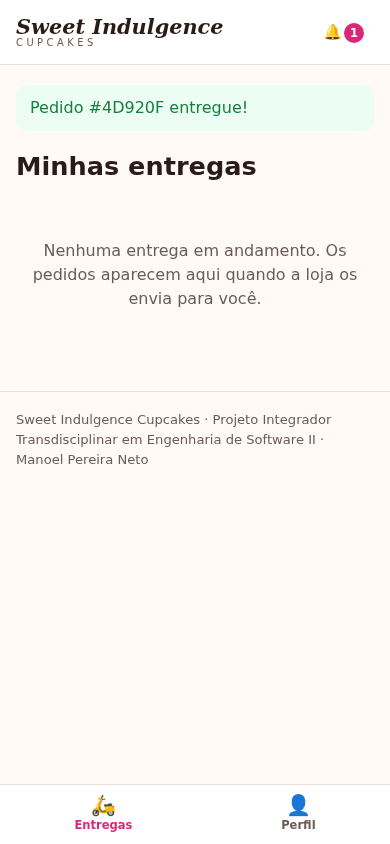 Sweet Indulgence
CUPCAKES
1
Pedido #4D920F entregue!
Minhas entregas
Nenhuma entrega em andamento. Os
pedidos aparecem aqui quando a loja os
envia para você.
Sweet Indulgence Cupcakes · Projeto Integrador
Transdisciplinar em Engenharia de Software II ·
Manoel Pereira Neto
Entregas
Perfil